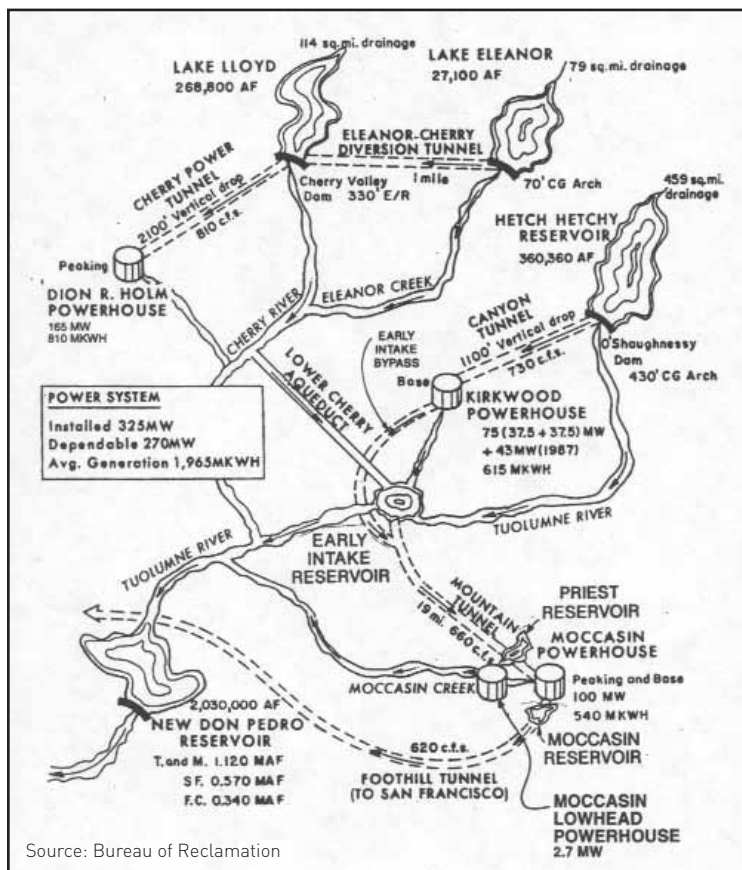 114 sq.mi. drainage
LAKE LLOYD
268,800 AF
LAKE ELEANOR
27,100 AF
79 sq.mi. drainage
ELEANOR-CHERRY
DIVERSION TUNNEL
1 mile
CHERRY POWER
TUNNEL
2100' Vertical drop
810 c.f.s.
Cherry Valley
Dam 330' E/R
70' CG Arch
459 sq.mi.
drainage
HETCH HETCHY
RESERVOIR
360,360 AF
Peaking
DION R. HOLM
POWERHOUSE
165 MW
810 MKWH
CHERRY RIVER
ELEANOR CREEK
EARLY
INTAKE
BYPASS
CANYON
TUNNEL
1100' Vertical drop
730 c.f.s.
O'Shaughnessy
Dam
430' CG Arch
LOWER CHERRY
AQUEDUCT
Base
KIRKWOOD
POWERHOUSE
75 (37.5 + 37.5) MW
+ 43 MW (1987)
615 MKWH
POWER SYSTEM
Installed 325MW
Dependable 270MW
Avg. Generation 1,965MKWH
TUOLUMNE RIVER
EARLY
INTAKE
RESERVOIR
TUOLUMNE RIVER
MOUNTAIN
TUNNEL
19 mi. 660 c.f.s.
PRIEST RESERVOIR
MOCCASIN
POWERHOUSE
MOCCASIN CREEK
Peaking and Base
100 MW
540 MKWH
MOCCASIN
RESERVOIR
2,030,000 AF
NEW DON PEDRO
RESERVOIR
T. and M. 1.120 MAF
S.F. 0.570 MAF
F.C. 0.340 MAF
620 c.f.s.
FOOTHILL TUNNEL
(TO SAN FRANCISCO)
MOCCASIN
LOWHEAD
POWERHOUSE
2.7 MW
Source: Bureau of Reclamation